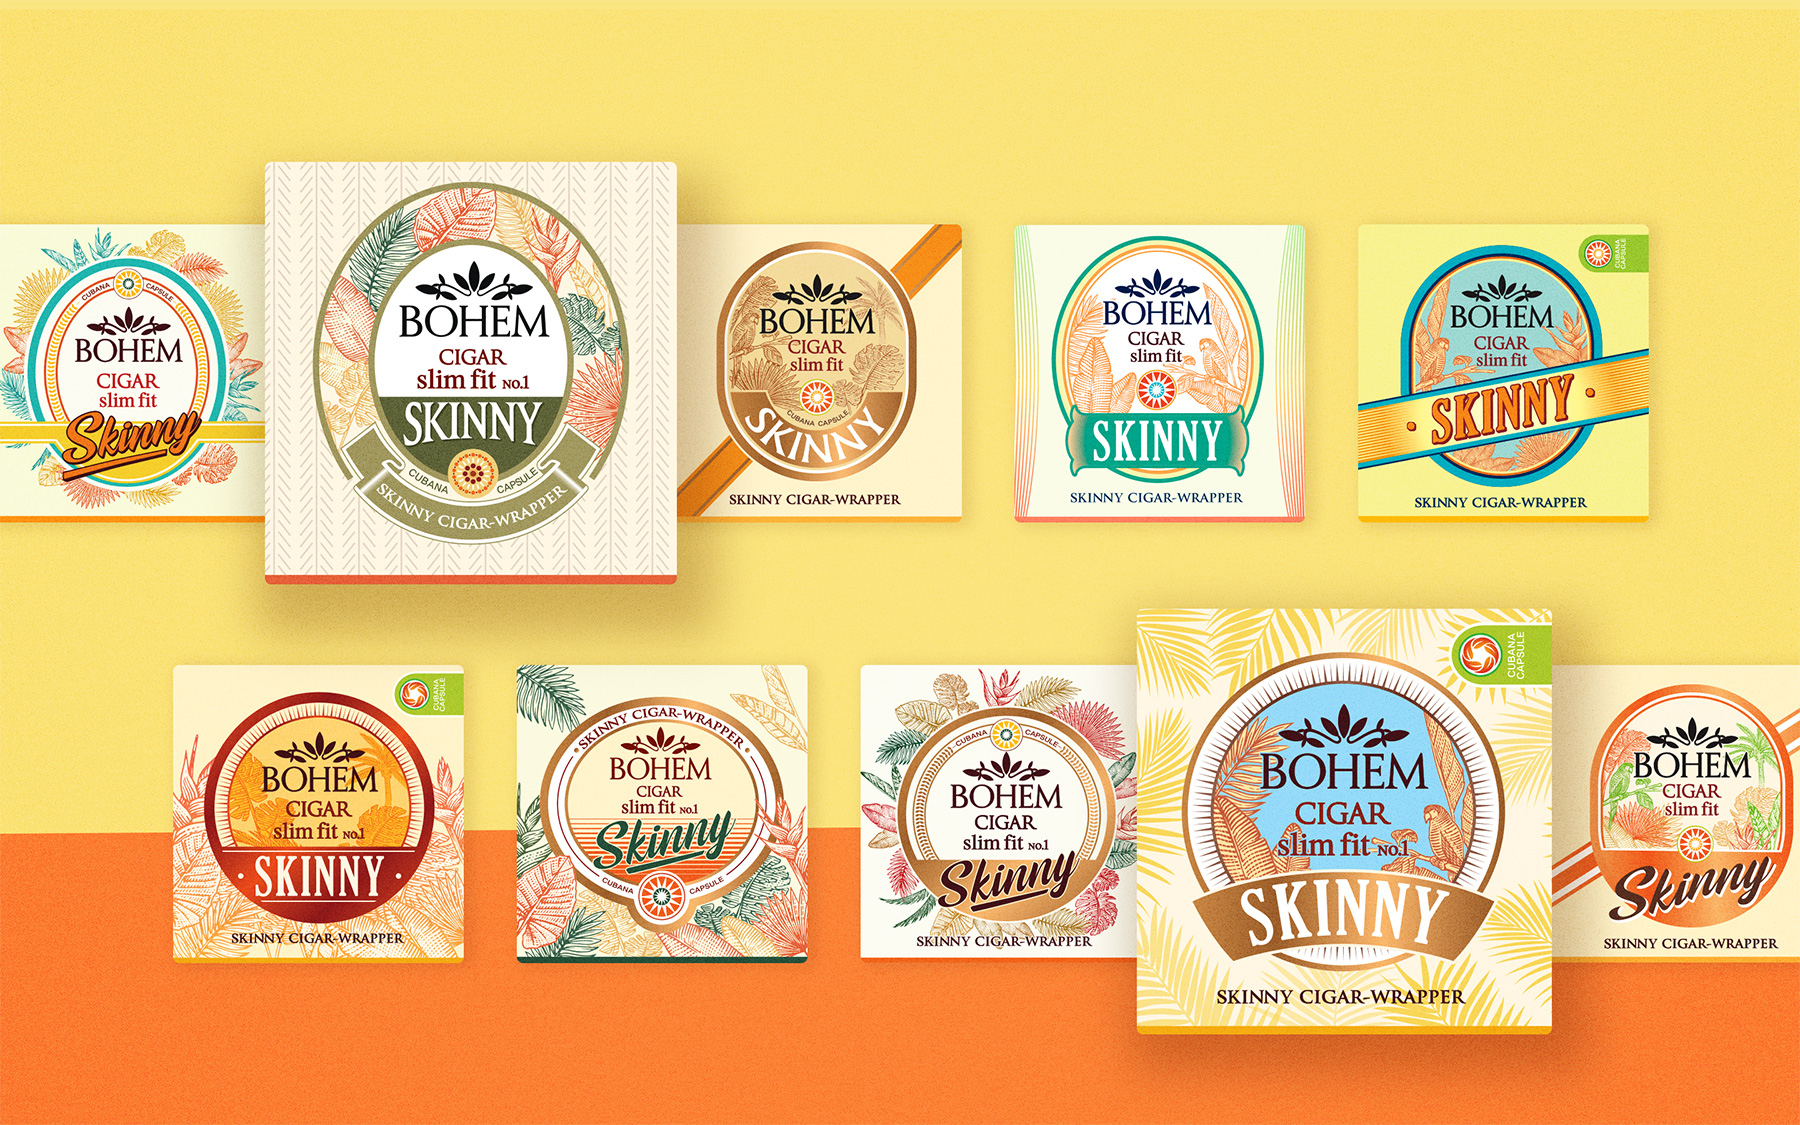 CUBANA CAPSULE
BOHEM
CIGAR
slim fit
Skinny
BOHEM
CIGAR
slim fit No.1
SKINNY
CUBANA CAPSULE
SKINNY CIGAR-WRAPPER
BOHEM
CIGAR
slim fit
CUBANA CAPSULE
SKINNY
SKINNY CIGAR-WRAPPER
BOHEM
CIGAR
slim fit
SKINNY
SKINNY CIGAR-WRAPPER
CUBANA
CAPSULE
BOHEM
CIGAR
slim fit
· SKINNY ·
SKINNY CIGAR-WRAPPER
CUBANA
CAPSULE
BOHEM
CIGAR
slim fit No.1
· SKINNY ·
SKINNY CIGAR-WRAPPER
· SKINNY CIGAR-WRAPPER ·
BOHEM
CIGAR
slim fit No.1
Skinny
CUBANA CAPSULE
CUBANA CAPSULE
BOHEM
CIGAR
slim fit No.1
Skinny
SKINNY CIGAR-WRAPPER
CUBANA
CAPSULE
BOHEM
CIGAR
slim fit No.1
SKINNY
SKINNY CIGAR-WRAPPER
BOHEM
CIGAR
slim fit
Skinny
SKINNY CIGAR-WRAPPER